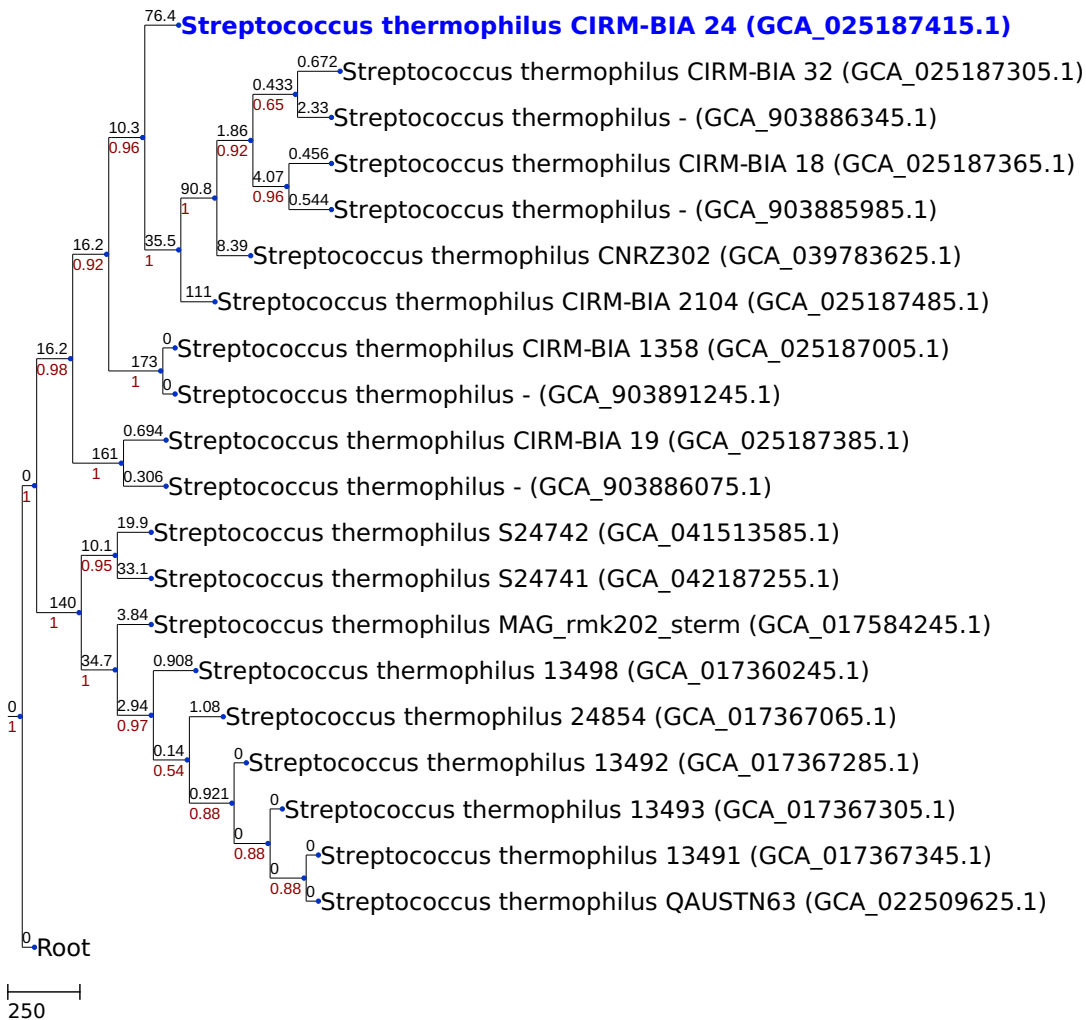 76.4
Streptococcus thermophilus CIRM-BIA 24 (GCA_025187415.1)
0.672
Streptococcus thermophilus CIRM-BIA 32 (GCA_025187305.1)
0.433
0.65
2.33
Streptococcus thermophilus - (GCA_903886345.1)
10.3
0.96
1.86
0.92
0.456
Streptococcus thermophilus CIRM-BIA 18 (GCA_025187365.1)
4.07
0.96
90.8
1
0.544
Streptococcus thermophilus - (GCA_903885985.1)
16.2
0.92
35.5
1
8.39
Streptococcus thermophilus CNRZ302 (GCA_039783625.1)
111
Streptococcus thermophilus CIRM-BIA 2104 (GCA_025187485.1)
0
Streptococcus thermophilus CIRM-BIA 1358 (GCA_025187005.1)
16.2
0.98
173
1
0
Streptococcus thermophilus - (GCA_903891245.1)
0.694
Streptococcus thermophilus CIRM-BIA 19 (GCA_025187385.1)
161
1
0
1
0.306
Streptococcus thermophilus - (GCA_903886075.1)
19.9
Streptococcus thermophilus S24742 (GCA_041513585.1)
10.1
0.95
33.1
Streptococcus thermophilus S24741 (GCA_042187255.1)
140
1
3.84
Streptococcus thermophilus MAG_rmk202_sterm (GCA_017584245.1)
34.7
1
0.908
Streptococcus thermophilus 13498 (GCA_017360245.1)
0
1
2.94
0.97
1.08
Streptococcus thermophilus 24854 (GCA_017367065.1)
0.14
0.54
0
Streptococcus thermophilus 13492 (GCA_017367285.1)
0.921
0.88
0
Streptococcus thermophilus 13493 (GCA_017367305.1)
0
0.88
0
Streptococcus thermophilus 13491 (GCA_017367345.1)
0
0.88
0
Streptococcus thermophilus QAUSTN63 (GCA_022509625.1)
0
Root
250